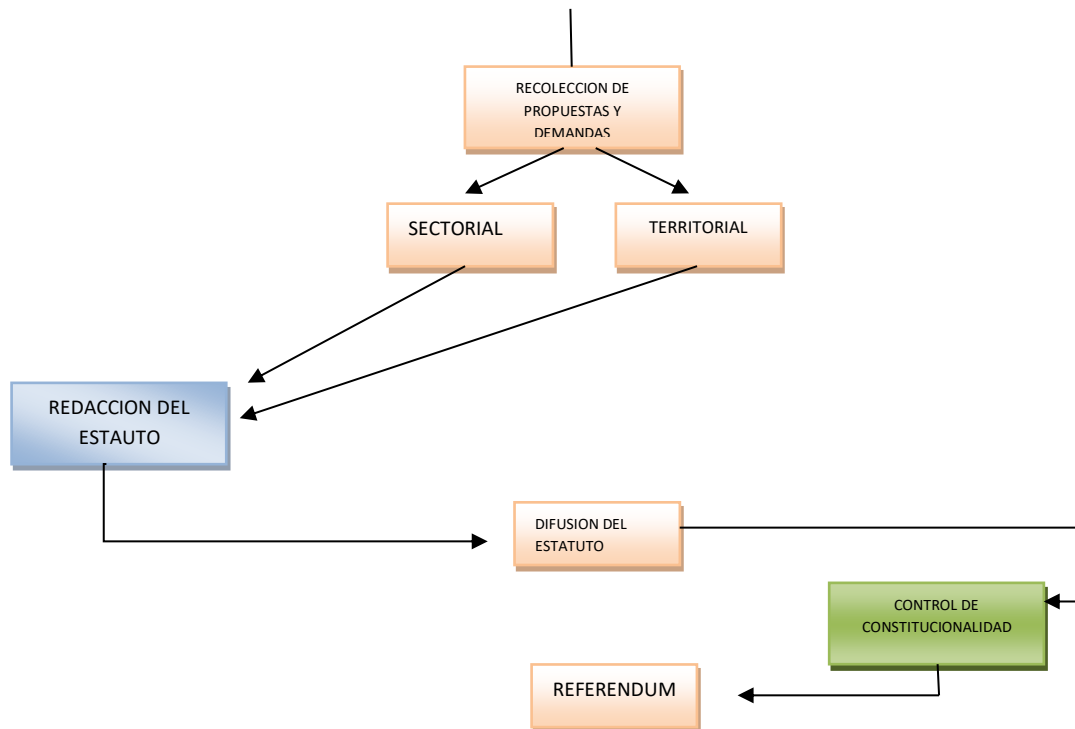 RECOLECCION DE
PROPUESTAS Y
DEMANDAS
SECTORIAL
TERRITORIAL
REDACCION DEL
ESTAUTO
DIFUSION DEL
ESTATUTO
CONTROL DE
CONSTITUCIONALIDAD
REFERENDUM